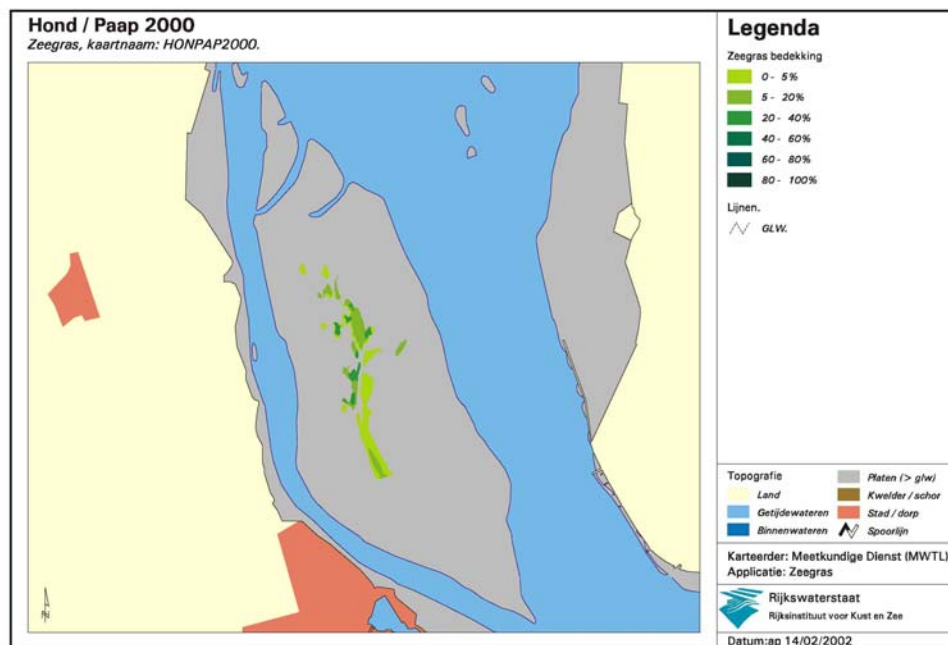 Hond / Paap 2000
Zeegras, kaartnaam: HONPAP2000.
Legenda
Zeegras bedekking
0 - 5%
5 - 20%
20 - 40%
40 - 60%
60 - 80%
80 - 100%
Lijnen.
GLW.
Topografie
Land
Getijdewateren
Binnenwateren
Platen (> glw)
Kwelder / schor
Stad / dorp
Spoorlijn
Karteerder: Meetkundige Dienst (MWTL)
Applicatie: Zeegras
Rijkswaterstaat
Rijksinstituut voor Kust en Zee
Datum:ap 14/02/2002
N